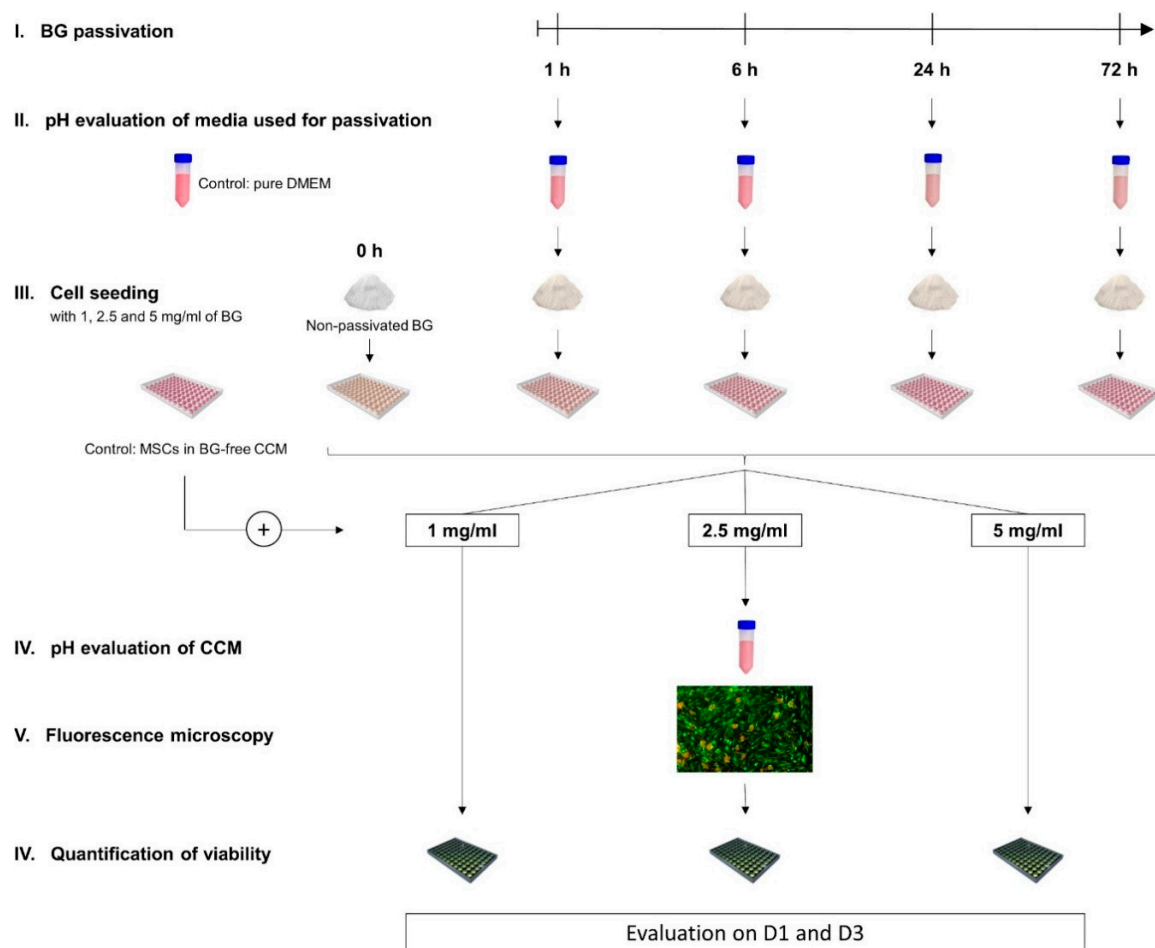 I. BG passivation
1 h 6 h 24 h 72 h
II. pH evaluation of media used for passivation
Control: pure DMEM
0 h
III. Cell seeding
with 1, 2.5 and 5 mg/ml of BG
Non-passivated BG
Control: MSCs in BG-free CCM
+
1 mg/ml 2.5 mg/ml 5 mg/ml
IV. pH evaluation of CCM
V. Fluorescence microscopy
IV. Quantification of viability
Evaluation on D1 and D3